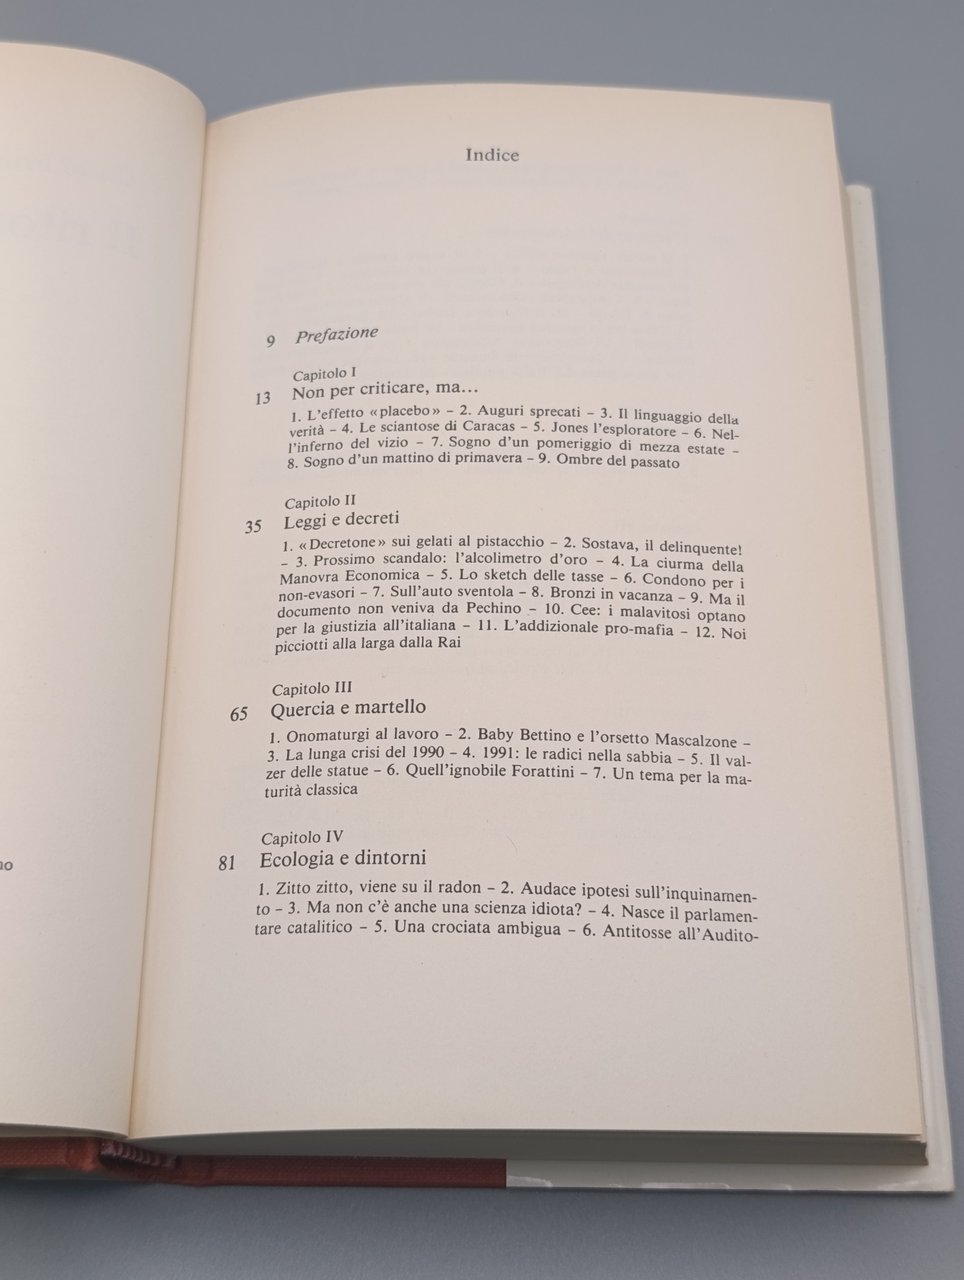 Indice
9 Prefazione
Capitolo I
13 Non per criticare, ma...
1. L'effetto «placebo» – 2. Auguri sprecati – 3. Il linguaggio della
verità – 4. Le sciantose di Caracas – 5. Jones l'esploratore – 6. Nel-
l'inferno del vizio – 7. Sogno d'un pomeriggio di mezza estate –
8. Sogno d'un mattino di primavera – 9. Ombre del passato
Capitolo II
35 Leggi e decreti
1. «Decretone» sui gelati al pistacchio – 2. Sostava, il delinquente!
– 3. Prossimo scandalo: l'alcolimetro d'oro – 4. La ciurma della
Manovra Economica – 5. Lo sketch delle tasse – 6. Condono per i
non-evasori – 7. Sull'auto sventola – 8. Bronzi in vacanza – 9. Ma il
documento non veniva da Pechino – 10. Cee: i malavitosi optano
per la giustizia all'italiana – 11. L'addizionale pro-mafia – 12. Noi
picciotti alla larga dalla Rai
Capitolo III
65 Quercia e martello
1. Onomaturgi al lavoro – 2. Baby Bettino e l'orsetto Mascalzone –
3. La lunga crisi del 1990 – 4. 1991: le radici nella sabbia – 5. Il val-
zer delle statue – 6. Quell'ignobile Forattini – 7. Un tema per la ma-
turità classica
Capitolo IV
81 Ecologia e dintorni
1. Zitto zitto, viene su il radon – 2. Audace ipotesi sull'inquinamen-
to – 3. Ma non c'è anche una scienza idiota? – 4. Nasce il parlamen-
tare catalitico – 5. Una crociata ambigua – 6. Antitosse all'Audito-